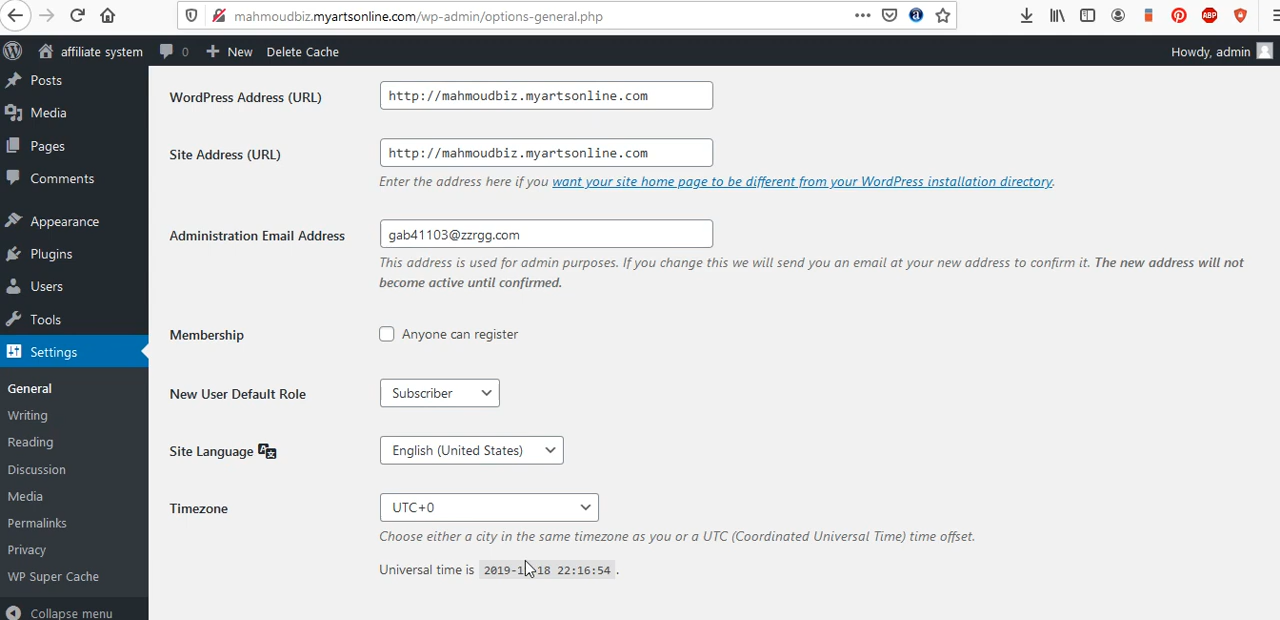 mahmoudbiz.myartsonline.com/wp-admin/options-general.php
ABP
affiliate system 0 New Delete Cache Howdy, admin
Posts
Media
Pages
Comments
Appearance
Plugins
Users
Tools
Settings
General
Writing
Reading
Discussion
Media
Permalinks
Privacy
WP Super Cache
Collapse menu
WordPress Address (URL) http://mahmoudbiz.myartsonline.com
Site Address (URL) http://mahmoudbiz.myartsonline.com
Enter the address here if you want your site home page to be different from your WordPress installation directory.
Administration Email Address gab41103@zzrgg.com
This address is used for admin purposes. If you change this we will send you an email at your new address to confirm it. The new address will not
become active until confirmed.
Membership Anyone can register
New User Default Role Subscriber
Site Language English (United States)
Timezone UTC+0
Choose either a city in the same timezone as you or a UTC (Coordinated Universal Time) time offset.
Universal time is 22:16:54 .